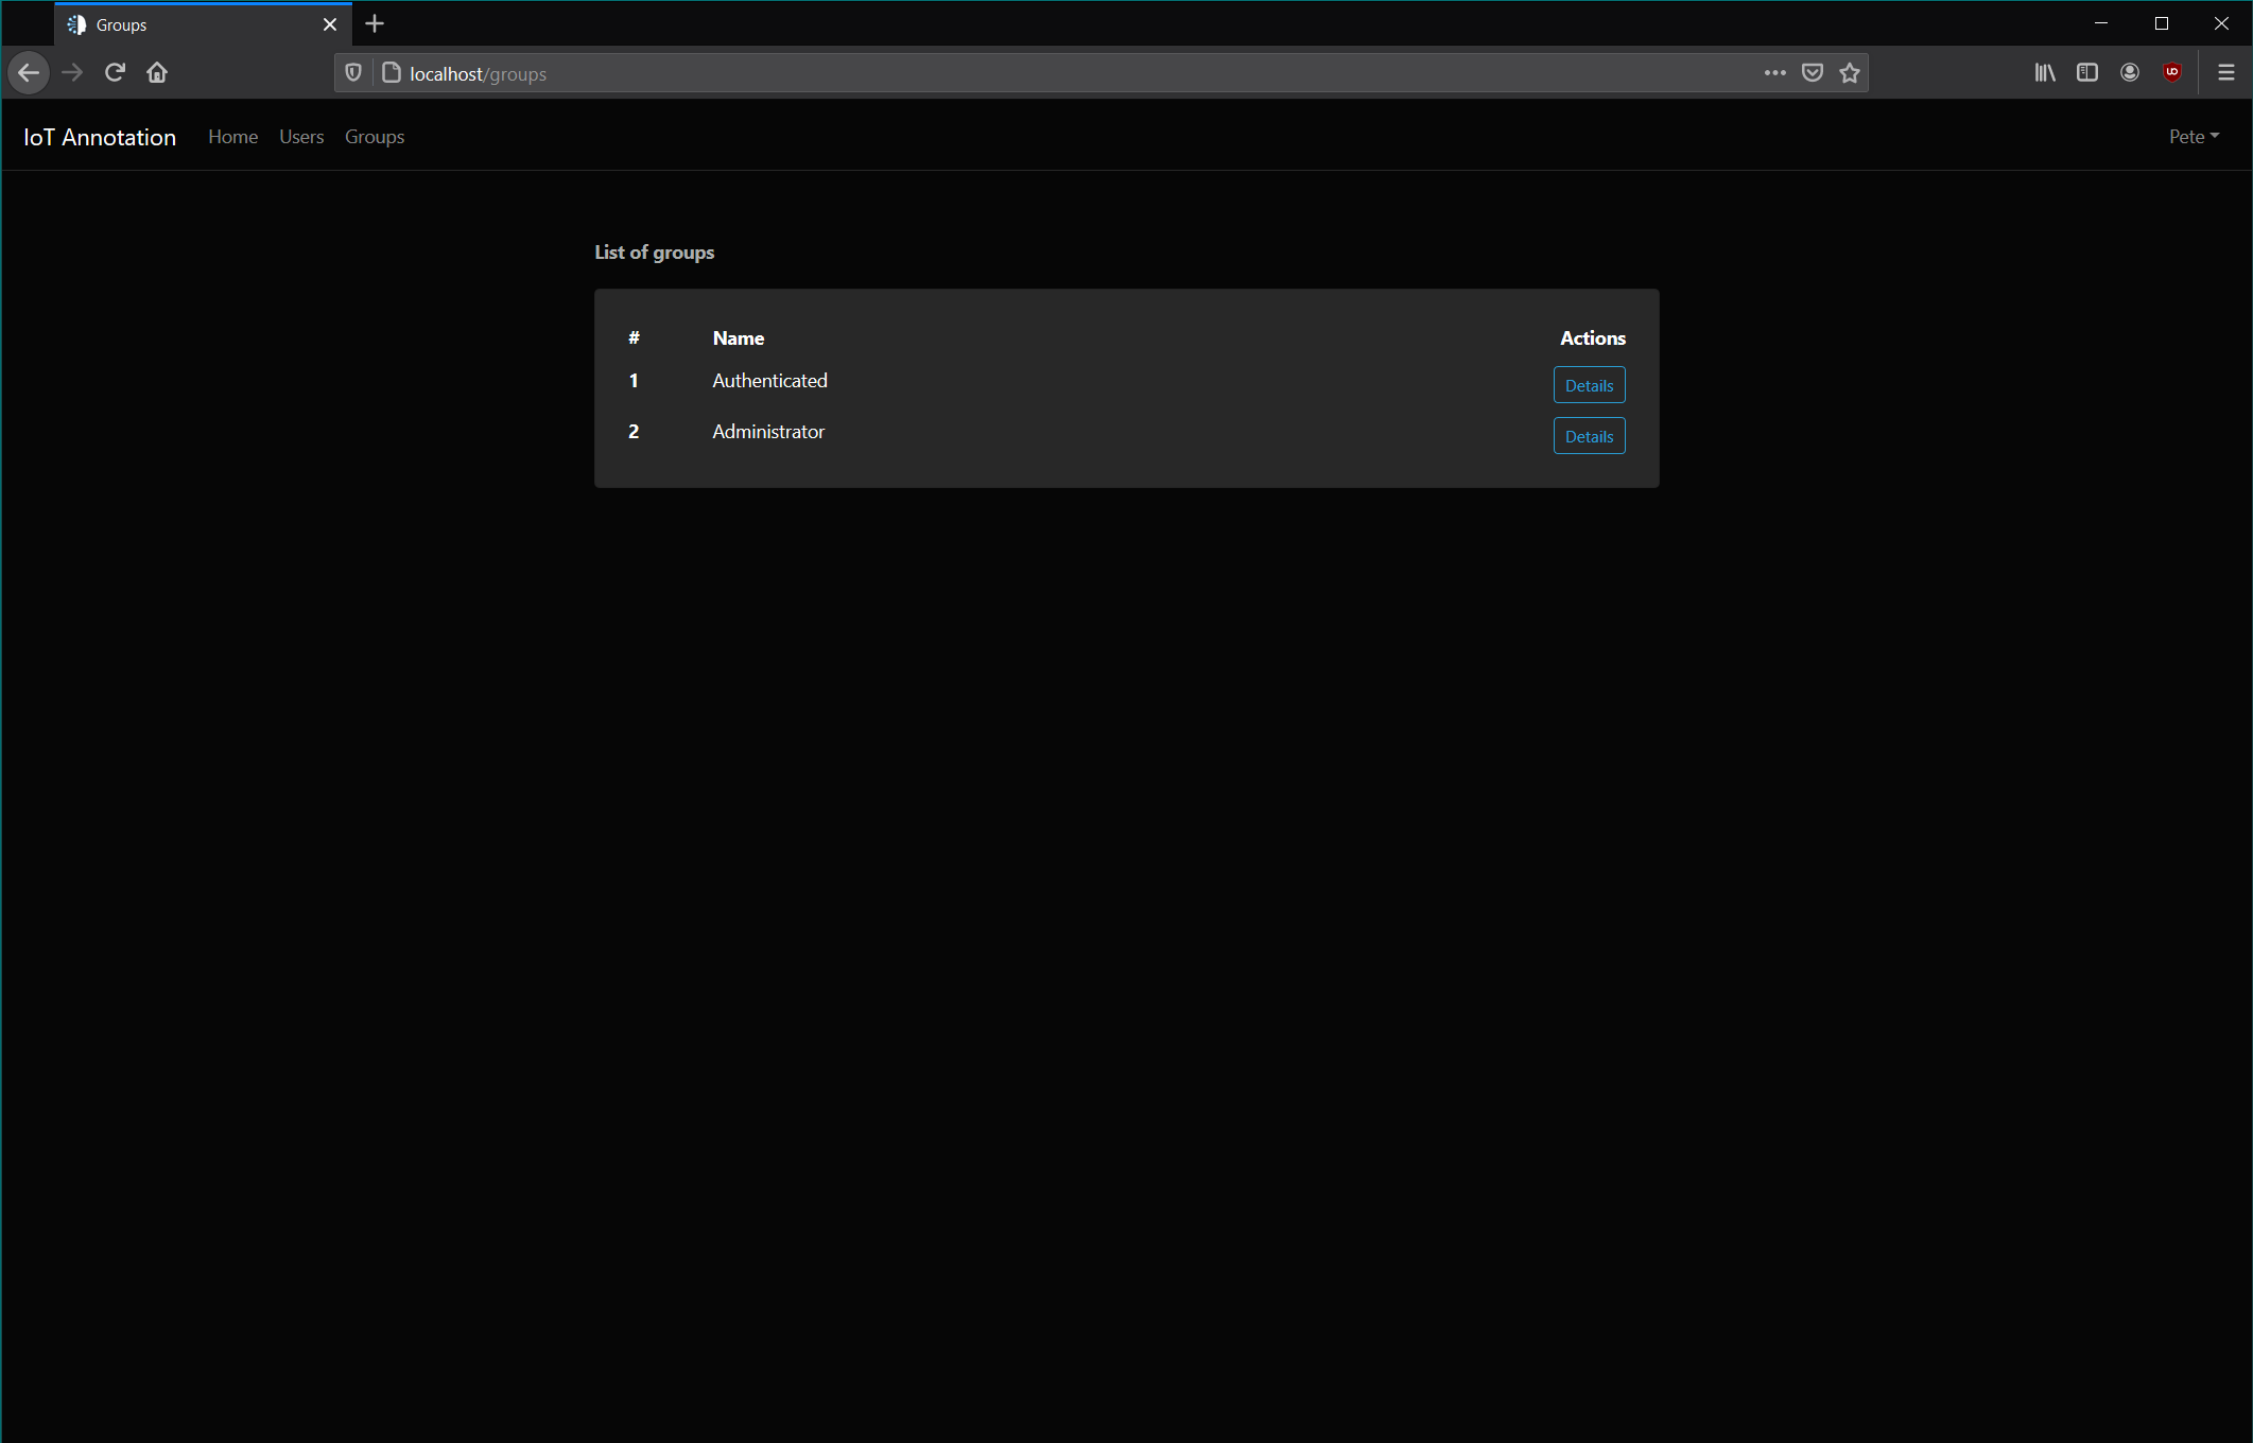 Groups
localhost/groups
IoT Annotation Home Users Groups Pete
List of groups
# Name Actions
1 Authenticated Details
2 Administrator Details